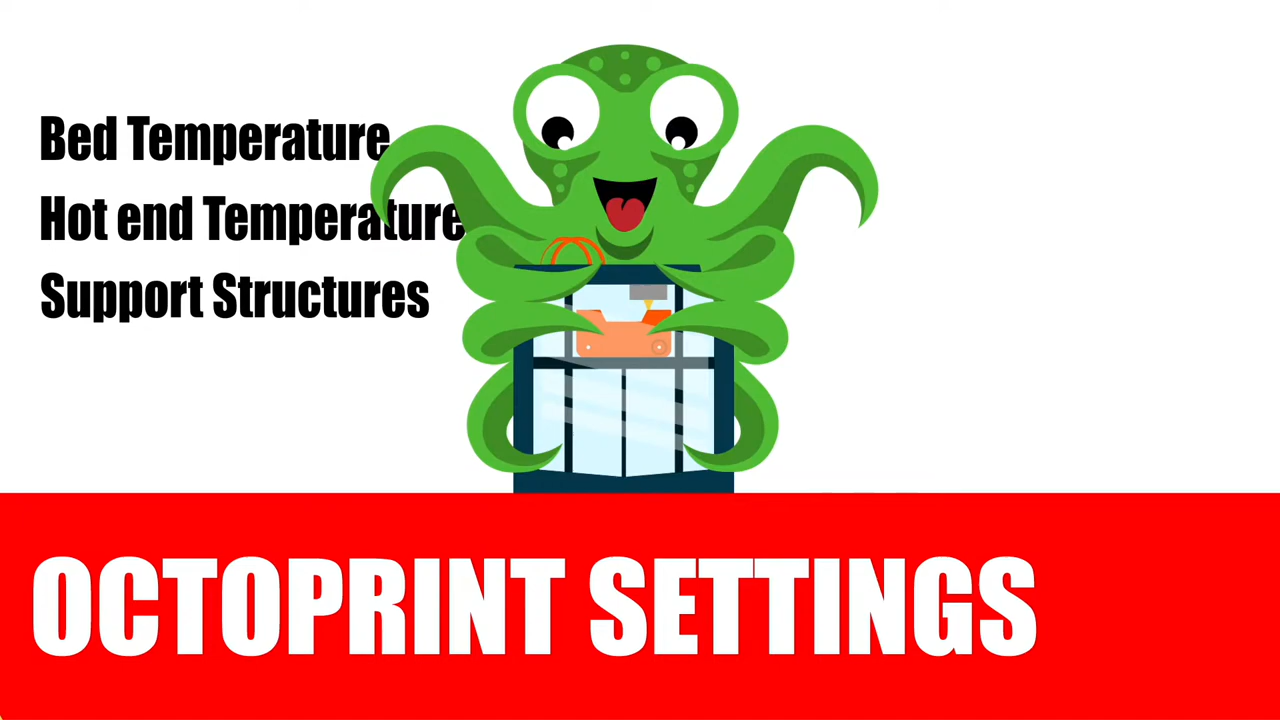 Bed Temperature
Hot end Temperature
Support Structures
OCTOPRINT SETTINGS